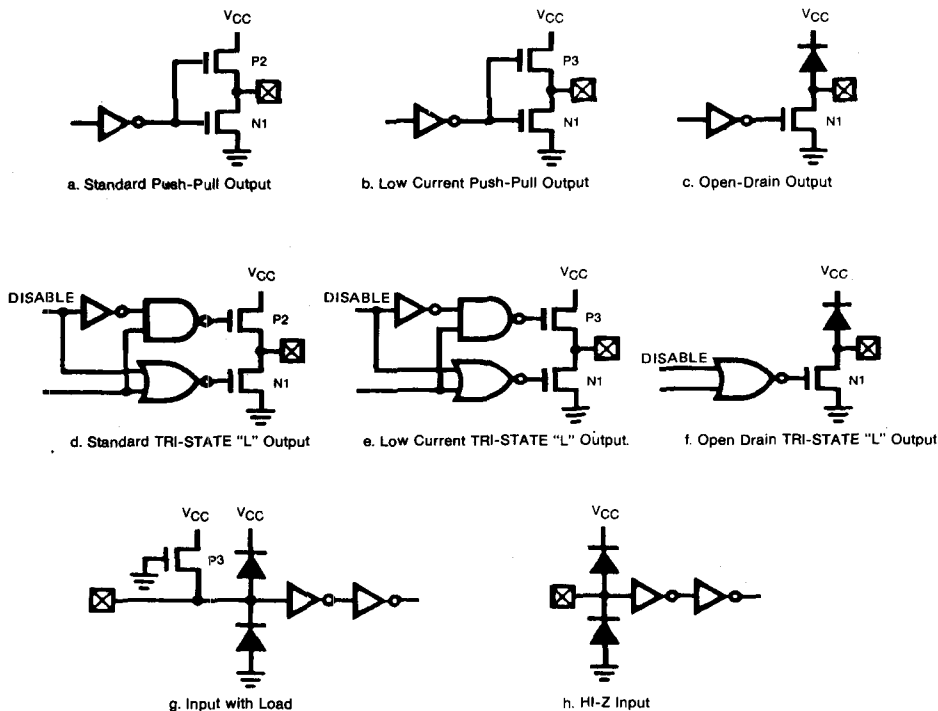 VCC
P2
N1
a. Standard Push-Pull Output
VCC
P3
N1
b. Low Current Push-Pull Output
VCC
N1
c. Open-Drain Output
VCC
DISABLE
P2
N1
d. Standard TRI-STATE "L" Output
VCC
DISABLE
P3
N1
e. Low Current TRI-STATE "L" Output.
VCC
DISABLE
N1
f. Open Drain TRI-STATE "L" Output
VCC
VCC
P3
g. Input with Load
VCC
h. HI-Z Input